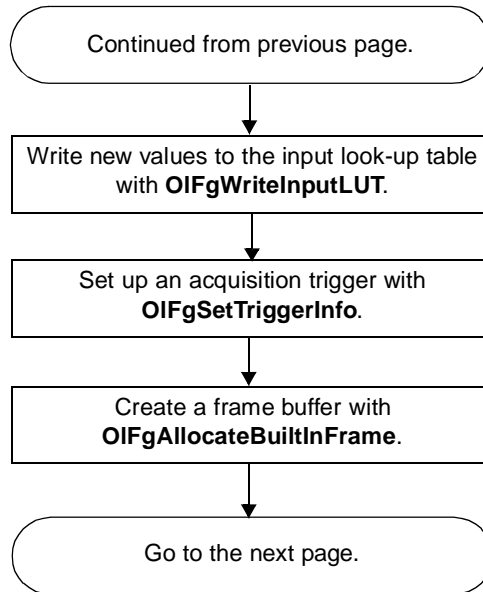 Continued from previous page.
Write new values to the input look-up table
with OlFgWriteInputLUT.
Set up an acquisition trigger with
OlFgSetTriggerInfo.
Create a frame buffer with
OlFgAllocateBuiltInFrame.
Go to the next page.